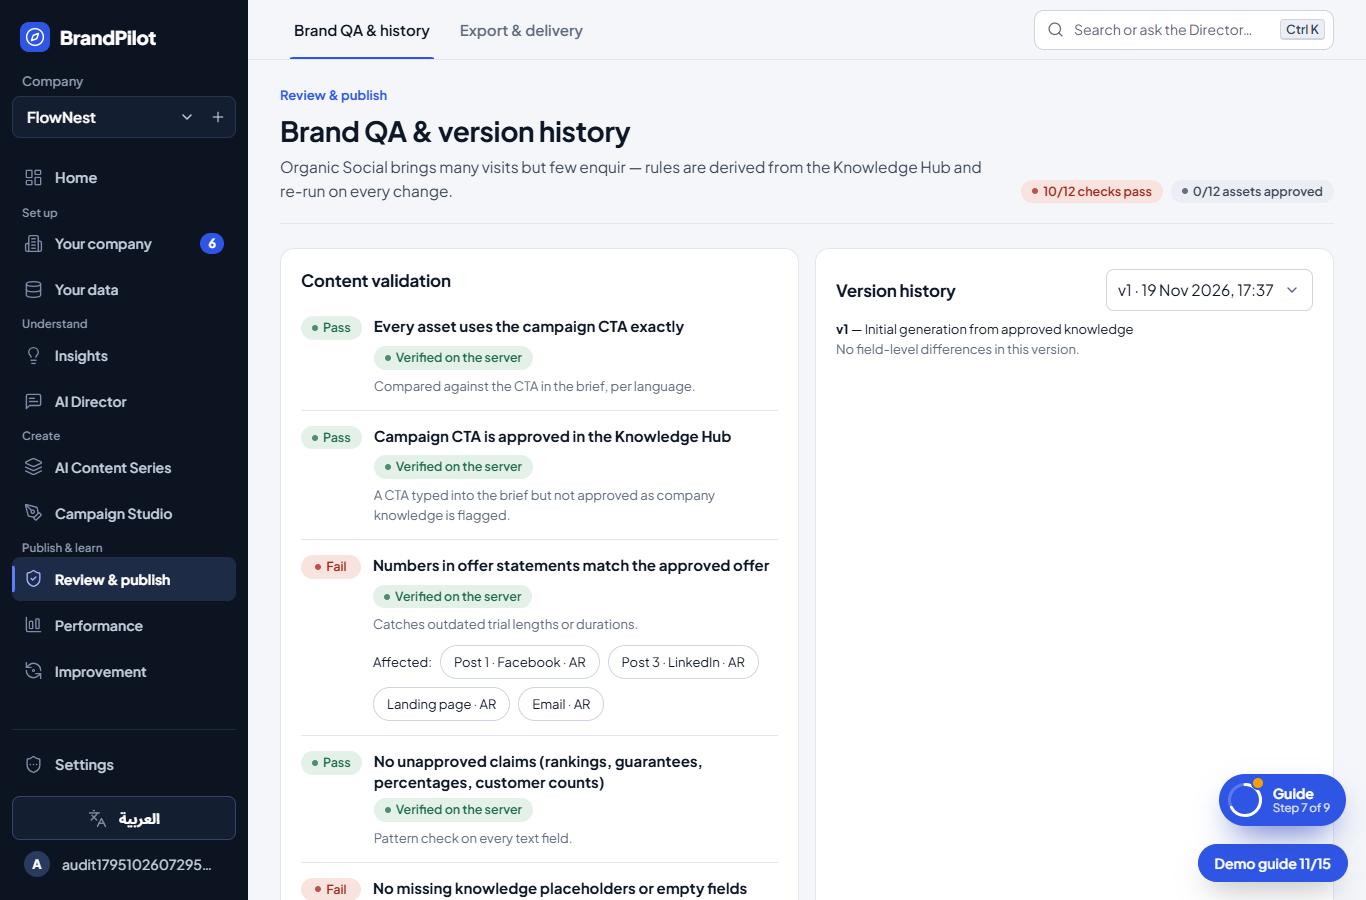 BrandPilot
Company
FlowNest
Home
Set up
Your company
6
Your data
Understand
Insights
AI Director
Create
AI Content Series
Campaign Studio
Publish & learn
Review & publish
Performance
Improvement
Settings
العربية
A
audit1795102607295...
Brand QA & history
Export & delivery
Search or ask the Director...
Ctrl K
Review & publish
Brand QA & version history
Organic Social brings many visits but few enquir — rules are derived from the Knowledge Hub and
re-run on every change.
10/12 checks pass
0/12 assets approved
Content validation
Pass
Every asset uses the campaign CTA exactly
Verified on the server
Compared against the CTA in the brief, per language.
Pass
Campaign CTA is approved in the Knowledge Hub
Verified on the server
A CTA typed into the brief but not approved as company
knowledge is flagged.
Fail
Numbers in offer statements match the approved offer
Verified on the server
Catches outdated trial lengths or durations.
Affected:
Post 1 · Facebook · AR
Post 3 · LinkedIn · AR
Landing page · AR
Email · AR
Pass
No unapproved claims (rankings, guarantees,
percentages, customer counts)
Verified on the server
Pattern check on every text field.
Fail
No missing knowledge placeholders or empty fields
Version history
v1 · 19 Nov 2026, 17:37
v1 — Initial generation from approved knowledge
No field-level differences in this version.
Guide
Step 7 of 9
Demo guide 11/15